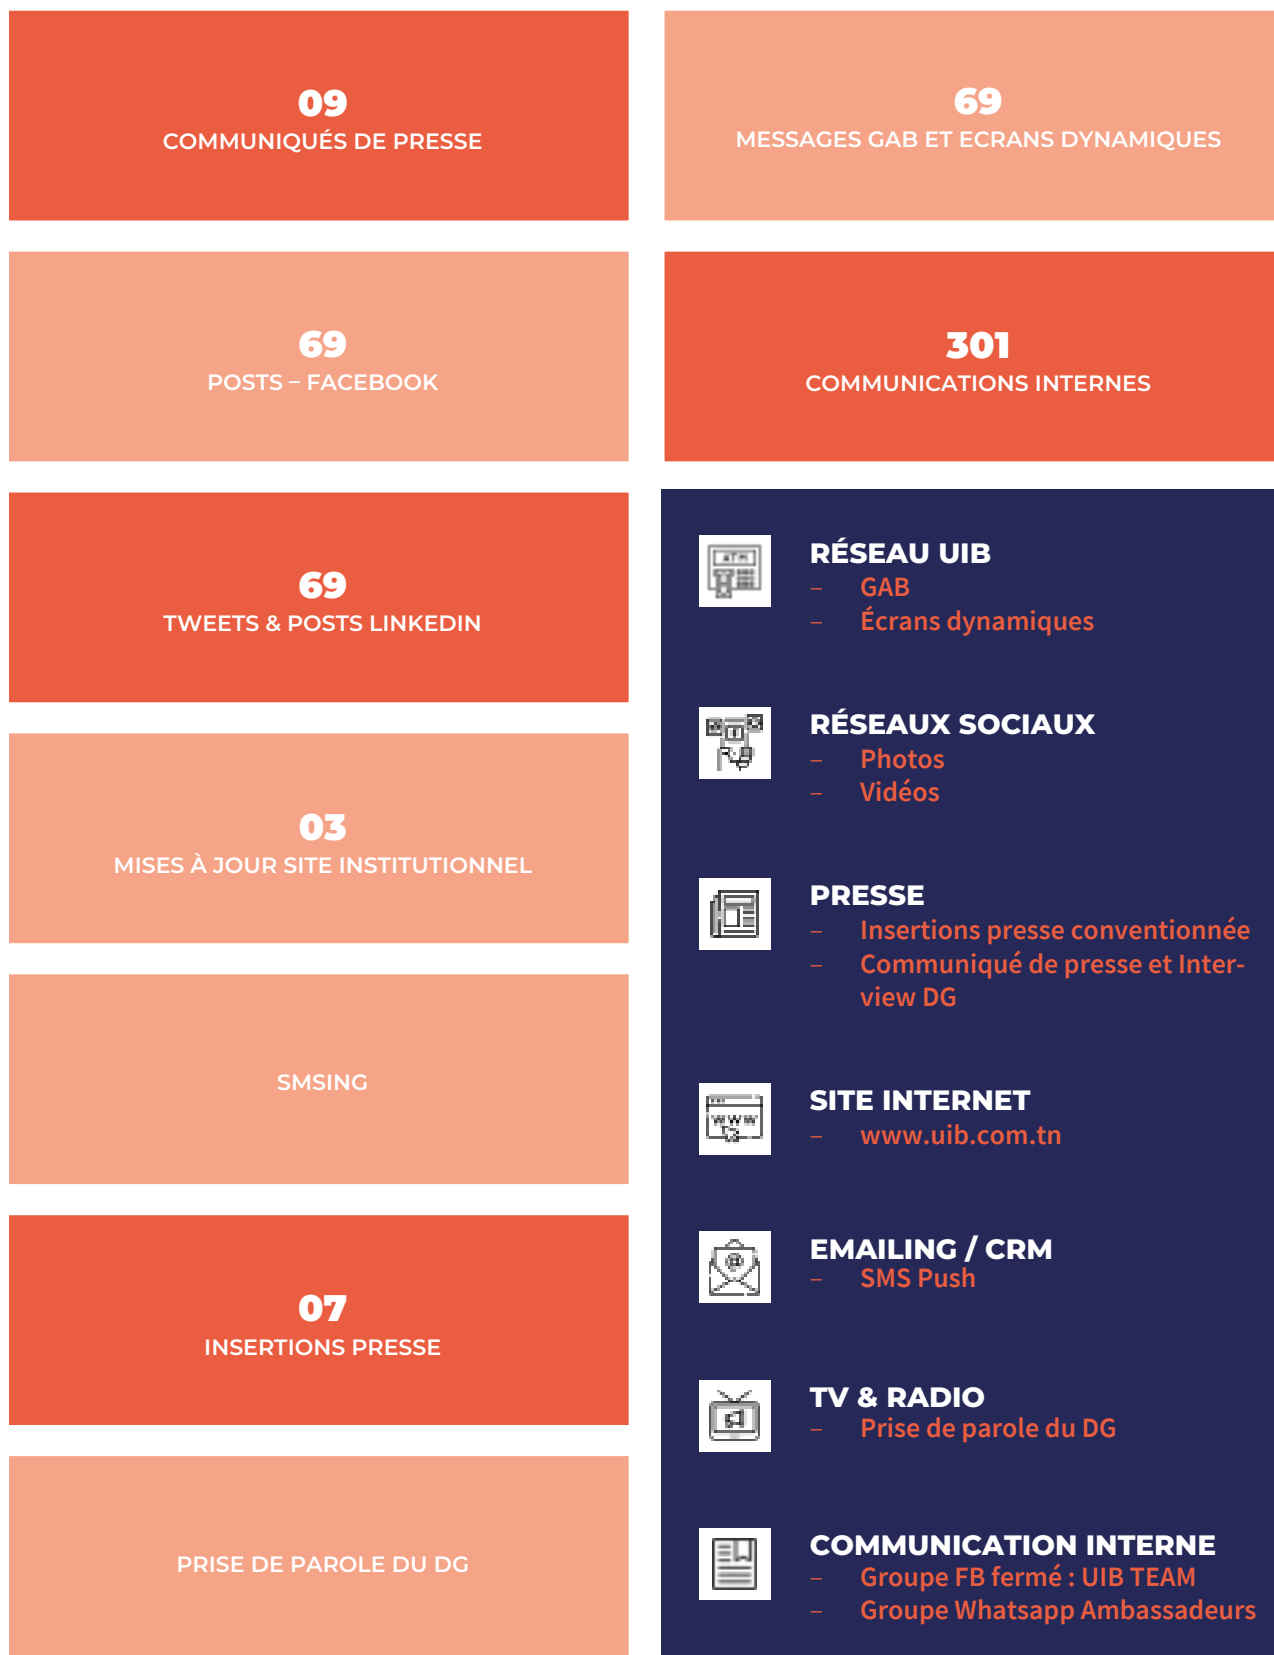 09
COMMUNIQUÉS DE PRESSE
69
POSTS – FACEBOOK
69
TWEETS & POSTS LINKEDIN
03
MISES À JOUR SITE INSTITUTIONNEL
SMSING
07
INSERTIONS PRESSE
PRISE DE PAROLE DU DG
69
MESSAGES GAB ET ECRANS DYNAMIQUES
301
COMMUNICATIONS INTERNES
ATM
RÉSEAU UIB
– GAB
– Écrans dynamiques
RÉSEAUX SOCIAUX
– Photos
– Vidéos
PRESSE
– Insertions presse conventionnée
– Communiqué de presse et Inter-
view DG
www
SITE INTERNET
– www.uib.com.tn
@
EMAILING / CRM
– SMS Push
TV & RADIO
– Prise de parole du DG
COMMUNICATION INTERNE
– Groupe FB fermé : UIB TEAM
– Groupe Whatsapp Ambassadeurs